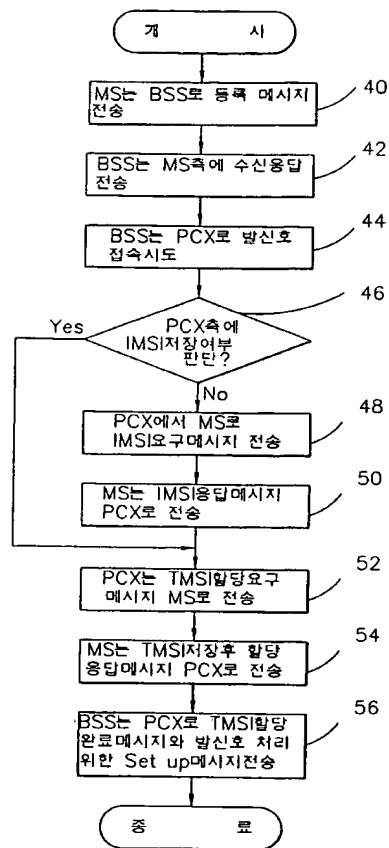 개 시
MS는 BSS로 등록 메시지
전송
40
BSS는 MS측에 수신응답
전송
42
BSS는 PCX로 발신호
접속시도
44
46
Yes
PCX측에
IMSI저장여부
판단?
No
PCX에서 MS로
IMSI요구메시지 전송
48
MS는 IMSI응답메시지
PCX로 전송
50
PCX는 TMSI할당요구
메시지 MS로 전송
52
MS는 TMSI저장후 할당
응답메시지 PCX로 전송
54
BSS는 PCX로 TMSI할당
완료메시지와 발신호 처리
위한 Set up메시지전송
56
종 료